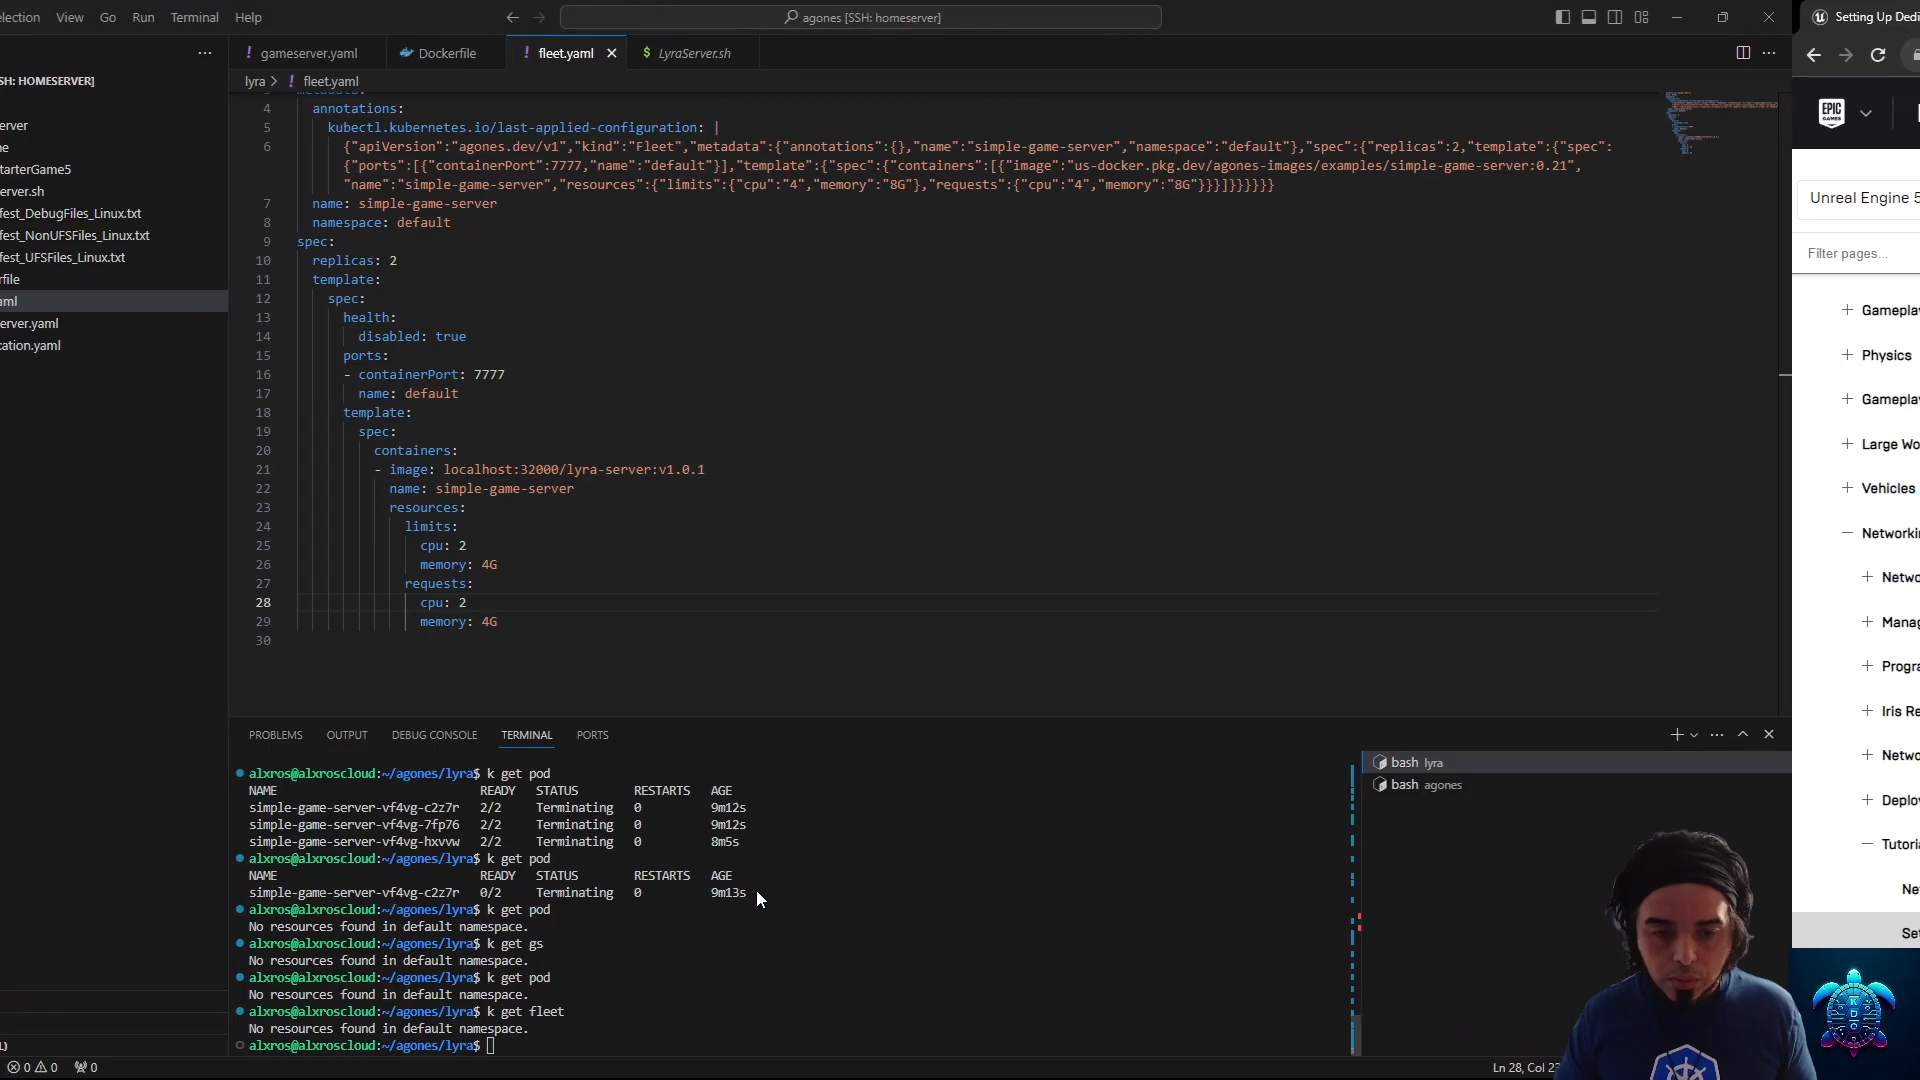 election View Go Run Terminal Help
agones [SSH: homeserver]
Setting Up Dedi
gameserver.yaml
Dockerfile
fleet.yaml
LyraServer.sh
SH: HOMESERVER]
lyra > ! fleet.yaml
erver
ne
tarterGame5
erver.sh
fest_DebugFiles_Linux.txt
fest_NonUFSFiles_Linux.txt
fest_UFSFiles_Linux.txt
rfile
aml
erver.yaml
cation.yaml
4 annotations:
5 kubectl.kubernetes.io/last-applied-configuration: |
6 {"apiVersion":"agones.dev/v1","kind":"Fleet","metadata":{"annotations":{},"name":"simple-game-server","namespace":"default"},"spec":{"replicas":2,"template":{"spec":
{"ports":[{"containerPort":7777,"name":"default"}],"template":{"spec":{"containers":[{"image":"us-docker.pkg.dev/agones-images/examples/simple-game-server:0.21",
"name":"simple-game-server","resources":{"limits":{"cpu":"4","memory":"8G"},"requests":{"cpu":"4","memory":"8G"}}}]}}}}}}
7 name: simple-game-server
8 namespace: default
9 spec:
10 replicas: 2
11 template:
12 spec:
13 health:
14 disabled: true
15 ports:
16 - containerPort: 7777
17 name: default
18 template:
19 spec:
20 containers:
21 - image: localhost:32000/lyra-server:v1.0.1
22 name: simple-game-server
23 resources:
24 limits:
25 cpu: 2
26 memory: 4G
27 requests:
28 cpu: 2
29 memory: 4G
30
PROBLEMS OUTPUT DEBUG CONSOLE TERMINAL PORTS
alxros@alxroscloud:~/agones/lyra$ k get pod
NAME READY STATUS RESTARTS AGE
simple-game-server-vf4vg-c2z7r 2/2 Terminating 0 9m12s
simple-game-server-vf4vg-7fp76 2/2 Terminating 0 9m12s
simple-game-server-vf4vg-hxvvw 2/2 Terminating 0 8m5s
alxros@alxroscloud:~/agones/lyra$ k get pod
NAME READY STATUS RESTARTS AGE
simple-game-server-vf4vg-c2z7r 0/2 Terminating 0 9m13s
alxros@alxroscloud:~/agones/lyra$ k get pod
No resources found in default namespace.
alxros@alxroscloud:~/agones/lyra$ k get gs
No resources found in default namespace.
alxros@alxroscloud:~/agones/lyra$ k get pod
No resources found in default namespace.
alxros@alxroscloud:~/agones/lyra$ k get fleet
No resources found in default namespace.
alxros@alxroscloud:~/agones/lyra$
bash lyra
bash agones
0 0 0
Ln 28, Col 2
EPIC
GAMES
Unreal Engine 5
Filter pages...
Gameplay
Physics
Gameplay
Large Wo
Vehicles
Networki
Netwo
Manag
Progra
Iris Re
Netwo
Deploy
Tutoria
Ne
Set
K
D
O